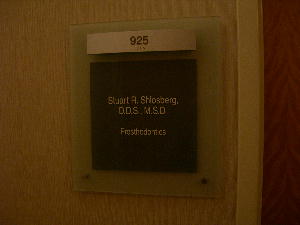 925
Stuart R. Shlosberg,
D.D.S., M.S.D
Prosthodontics